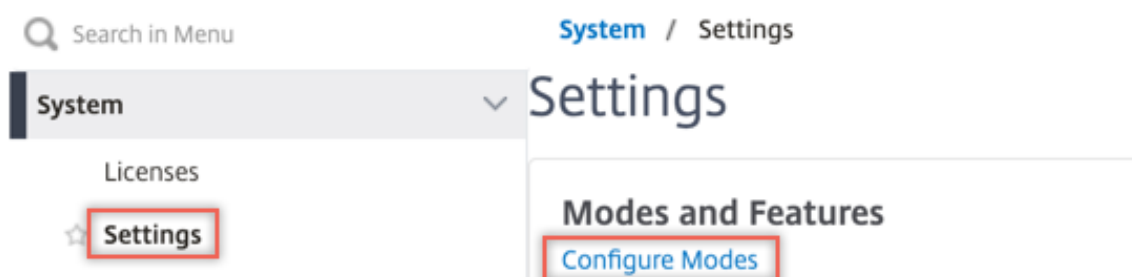 Search in Menu
System
Licenses
Settings
System / Settings
Settings
Modes and Features
Configure Modes